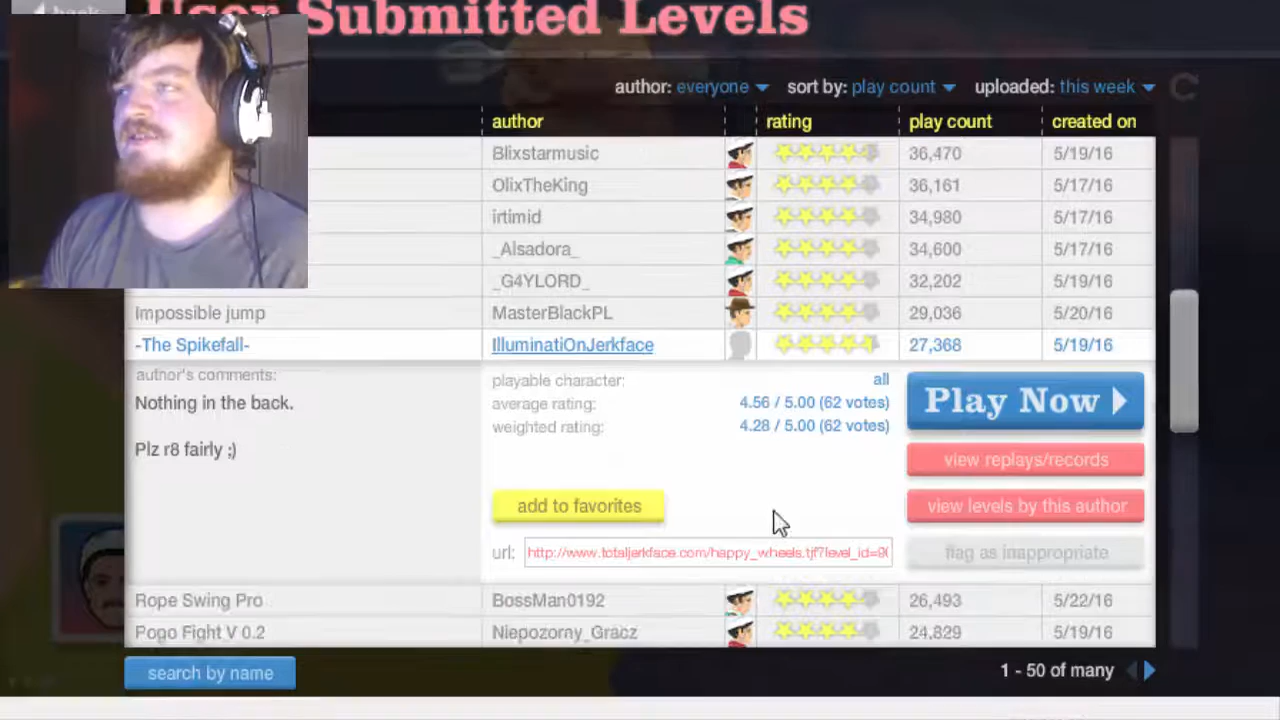 back
User Submitted Levels
author: everyone sort by: play count uploaded: this week
author rating play count created on
Blixstarmusic 36,470 5/19/16
OlixTheKing 36,161 5/17/16
irtimid 34,980 5/17/16
_Alsadora_ 34,600 5/17/16
_G4YLORD_ 32,202 5/19/16
Impossible jump MasterBlackPL 29,036 5/20/16
-The Spikefall- IlluminatiOnJerkface 27,368 5/19/16
author's comments:
Nothing in the back.
Plz r8 fairly ;)
playable character: all
average rating: 4.56 / 5.00 (62 votes)
weighted rating: 4.28 / 5.00 (62 votes)
Play Now
view replays/records
add to favorites
view levels by this author
url: http://www.totaljerkface.com/happy_wheels.tjf?level_id=9
flag as inappropriate
Rope Swing Pro BossMan0192 26,493 5/22/16
Pogo Fight V 0.2 Niepozorny_Gracz 24,829 5/19/16
search by name
1 - 50 of many